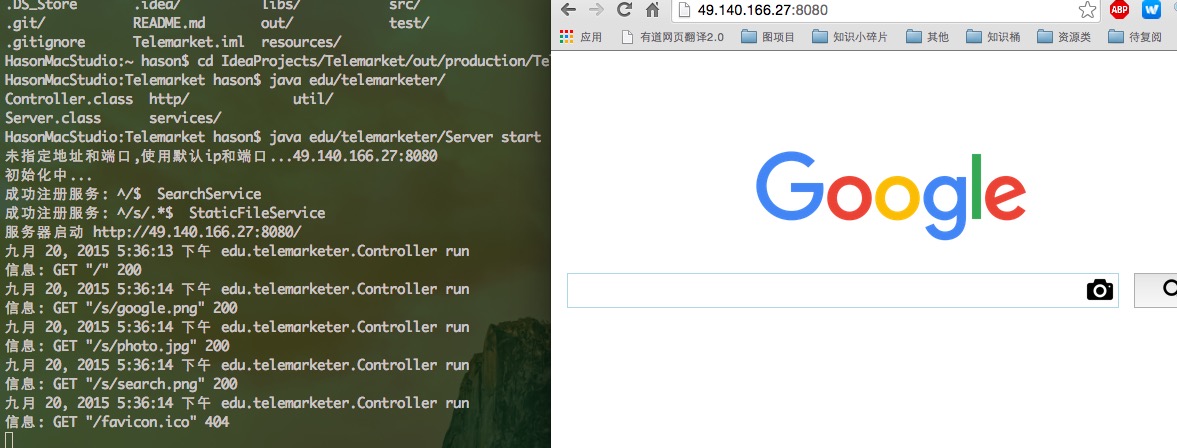 .DS_Store .idea/ libs/ src/
.git/ README.md out/ test/
.gitignore Telemarket.iml resources/
HasonMacStudio:~ hason$ cd IdeaProjects/Telemarket/out/production/Te
HasonMacStudio:Telemarket hason$ java edu/telemarketer/
Controller.class http/ util/
Server.class services/
HasonMacStudio:Telemarket hason$ java edu/telemarketer/Server start
未指定地址和端口,使用默认ip和端口...49.140.166.27:8080
初始化中...
成功注册服务: ^/$ SearchService
成功注册服务: ^/s/.*$ StaticFileService
服务器启动 http://49.140.166.27:8080/
九月 20, 2015 5:36:13 下午 edu.telemarketer.Controller run
信息: GET "/" 200
九月 20, 2015 5:36:14 下午 edu.telemarketer.Controller run
信息: GET "/s/google.png" 200
九月 20, 2015 5:36:14 下午 edu.telemarketer.Controller run
信息: GET "/s/photo.jpg" 200
九月 20, 2015 5:36:14 下午 edu.telemarketer.Controller run
信息: GET "/s/search.png" 200
九月 20, 2015 5:36:14 下午 edu.telemarketer.Controller run
信息: GET "/favicon.ico" 404
49.140.166.27:8080
ABP
W
应用 有道网页翻译2.0 图项目 知识小碎片 其他 知识桶 资源类 待复阅
Google